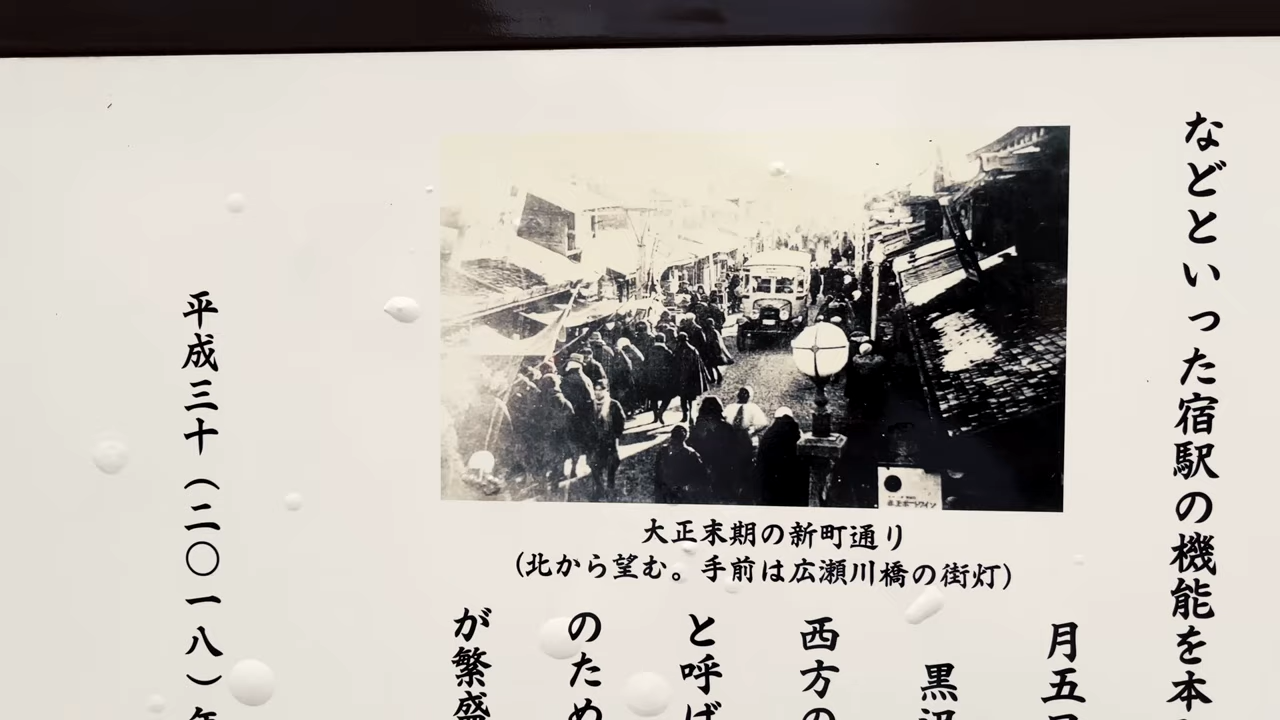 などといった宿駅の機能を本
月五
黒沼
西方の
と呼ば
のため
が繁盛
大正末期の新町通り
(北から望む。手前は広瀬川橋の街灯)
平成三十(二〇一八)年